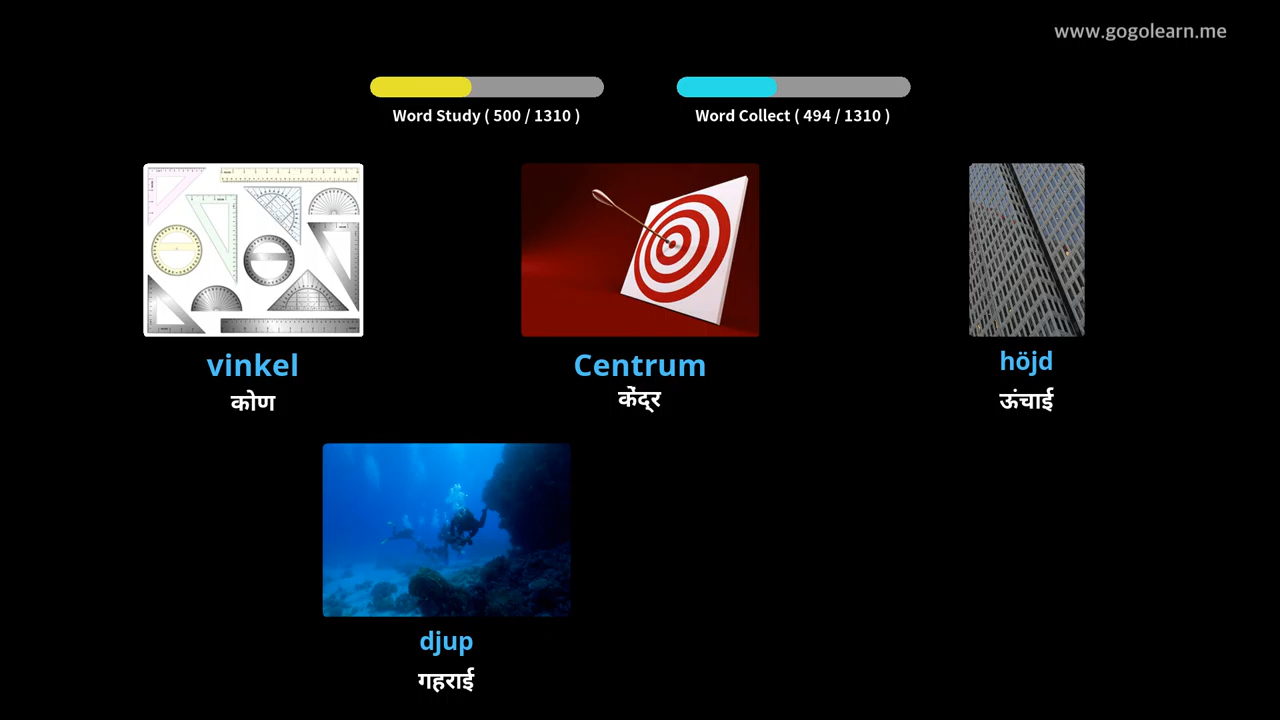 www.gogolearn.me
Word Study ( 500 / 1310 )
Word Collect ( 494 / 1310 )
vinkel
कोण
Centrum
केंद्र
höjd
ऊंचाई
djup
गहराई